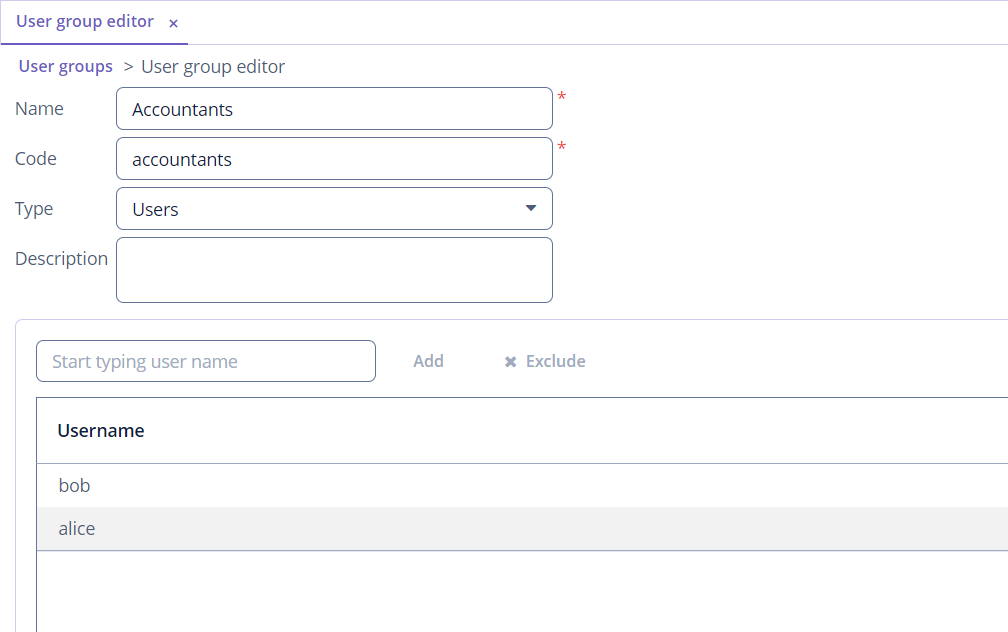 User group editor ×
User groups > User group editor
Name Accountants *
Code accountants *
Type Users
Description
Start typing user name Add ✖ Exclude
Username
bob
alice